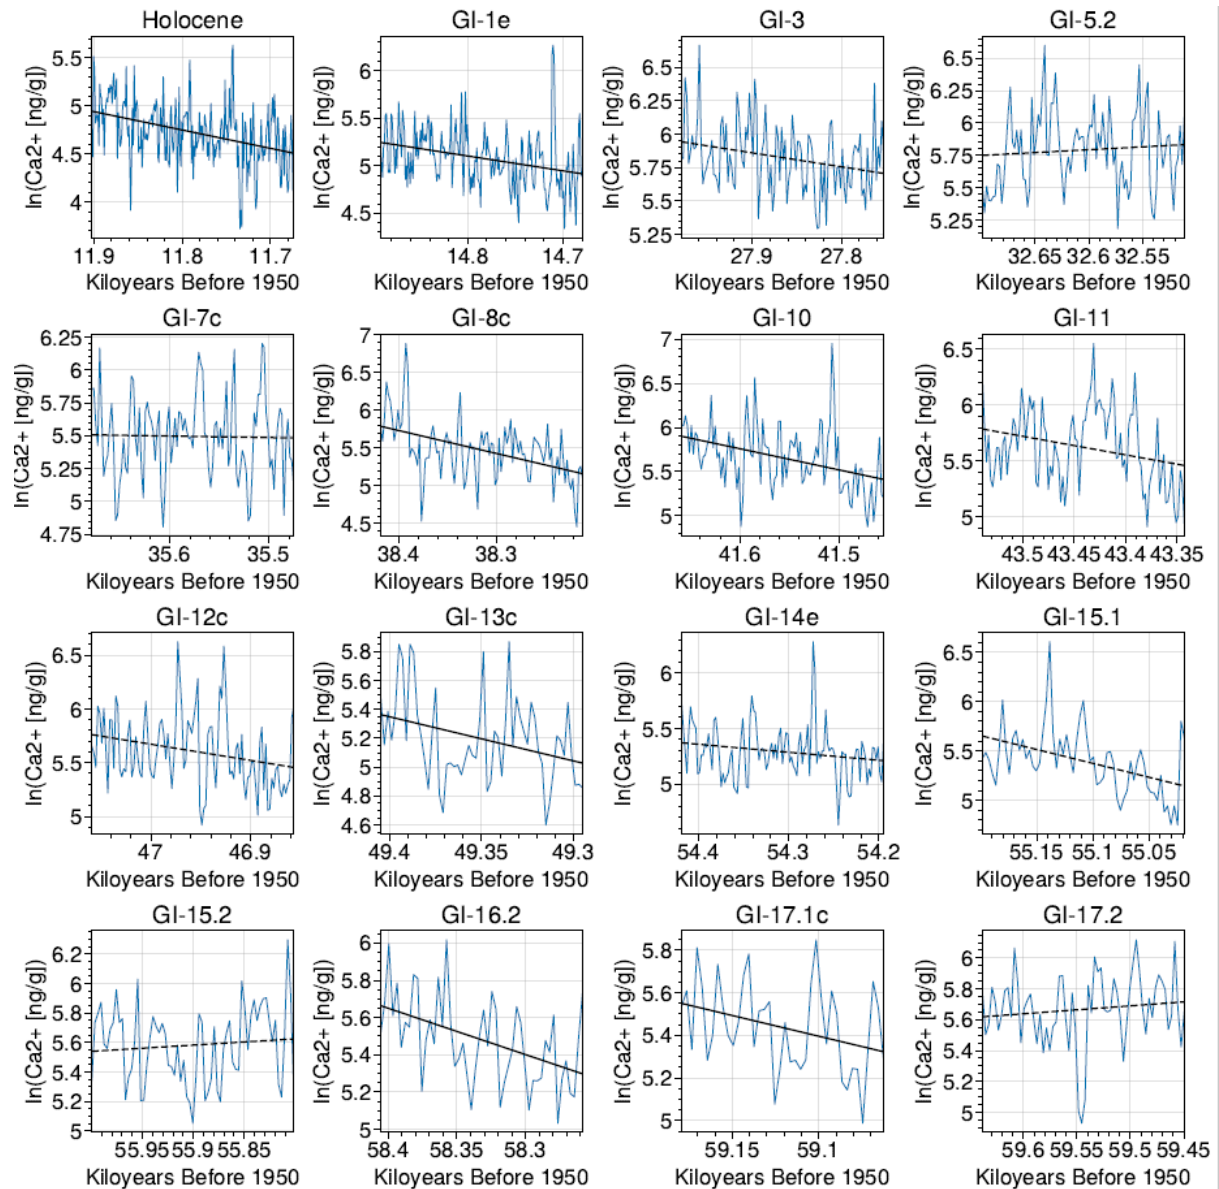 Holocene
ln(Ca2+ [ng/g])
5.5
5
4.5
4
11.9 11.8 11.7
Kiloyears Before 1950
GI-1e
ln(Ca2+ [ng/g])
6
5.5
5
4.5
14.8 14.7
Kiloyears Before 1950
GI-3
ln(Ca2+ [ng/g])
6.5
6.25
6
5.75
5.5
5.25
27.9 27.8
Kiloyears Before 1950
GI-5.2
ln(Ca2+ [ng/g])
6.5
6.25
6
5.75
5.5
5.25
32.65 32.6 32.55
Kiloyears Before 1950
GI-7c
ln(Ca2+ [ng/g])
6.25
6
5.75
5.5
5.25
5
4.75
35.6 35.5
Kiloyears Before 1950
GI-8c
ln(Ca2+ [ng/g])
7
6.5
6
5.5
5
4.5
38.4 38.3
Kiloyears Before 1950
GI-10
ln(Ca2+ [ng/g])
7
6.5
6
5.5
5
41.6 41.5
Kiloyears Before 1950
GI-11
ln(Ca2+ [ng/g])
6.5
6
5.5
5
43.5 43.45 43.4 43.35
Kiloyears Before 1950
GI-12c
ln(Ca2+ [ng/g])
6.5
6
5.5
5
47 46.9
Kiloyears Before 1950
GI-13c
ln(Ca2+ [ng/g])
5.8
5.6
5.4
5.2
5
4.8
4.6
49.4 49.35 49.3
Kiloyears Before 1950
GI-14e
ln(Ca2+ [ng/g])
6
5.5
5
54.4 54.3 54.2
Kiloyears Before 1950
GI-15.1
ln(Ca2+ [ng/g])
6.5
6
5.5
5
55.15 55.1 55.05
Kiloyears Before 1950
GI-15.2
ln(Ca2+ [ng/g])
6.2
6
5.8
5.6
5.4
5.2
5
55.95 55.9 55.85
Kiloyears Before 1950
GI-16.2
ln(Ca2+ [ng/g])
6
5.8
5.6
5.4
5.2
5
58.4 58.35 58.3
Kiloyears Before 1950
GI-17.1c
ln(Ca2+ [ng/g])
5.8
5.6
5.4
5.2
5
59.15 59.1
Kiloyears Before 1950
GI-17.2
ln(Ca2+ [ng/g])
6
5.8
5.6
5.4
5.2
5
59.6 59.55 59.5 59.45
Kiloyears Before 1950